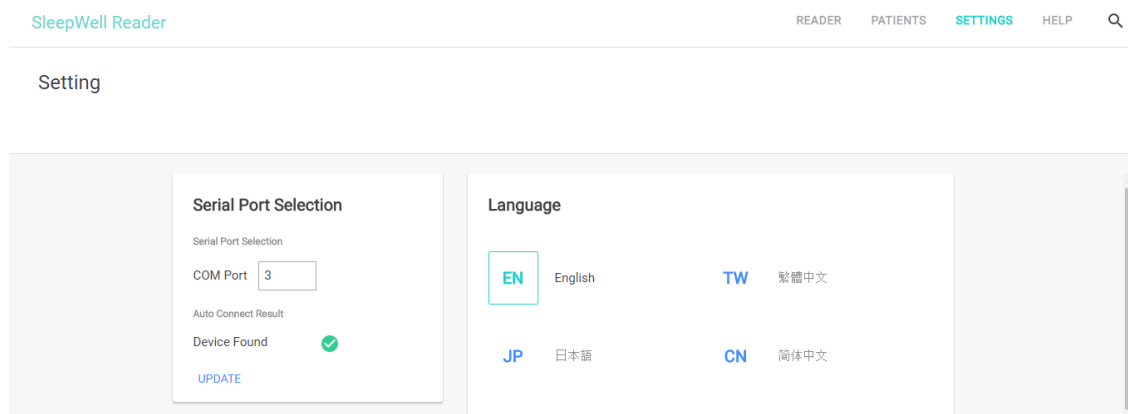 SleepWell Reader
READER PATIENTS SETTINGS HELP
Setting
Serial Port Selection
Serial Port Selection
COM Port 3
Auto Connect Result
Device Found
UPDATE
Language
EN English
TW 繁體中文
JP 日本語
CN 简体中文